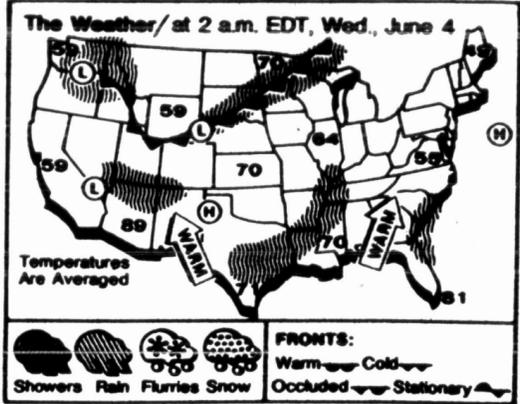 The Weather/at 2 a.m. EDT, Wed., June 4
59
L
70
49
59
L
64
H
59
70
55
L
H
89
WARM
70
WARM
Temperatures
Are Averaged
81
Showers Rain Flurries Snow
FRONTS:
Warm Cold
Occluded Stationary